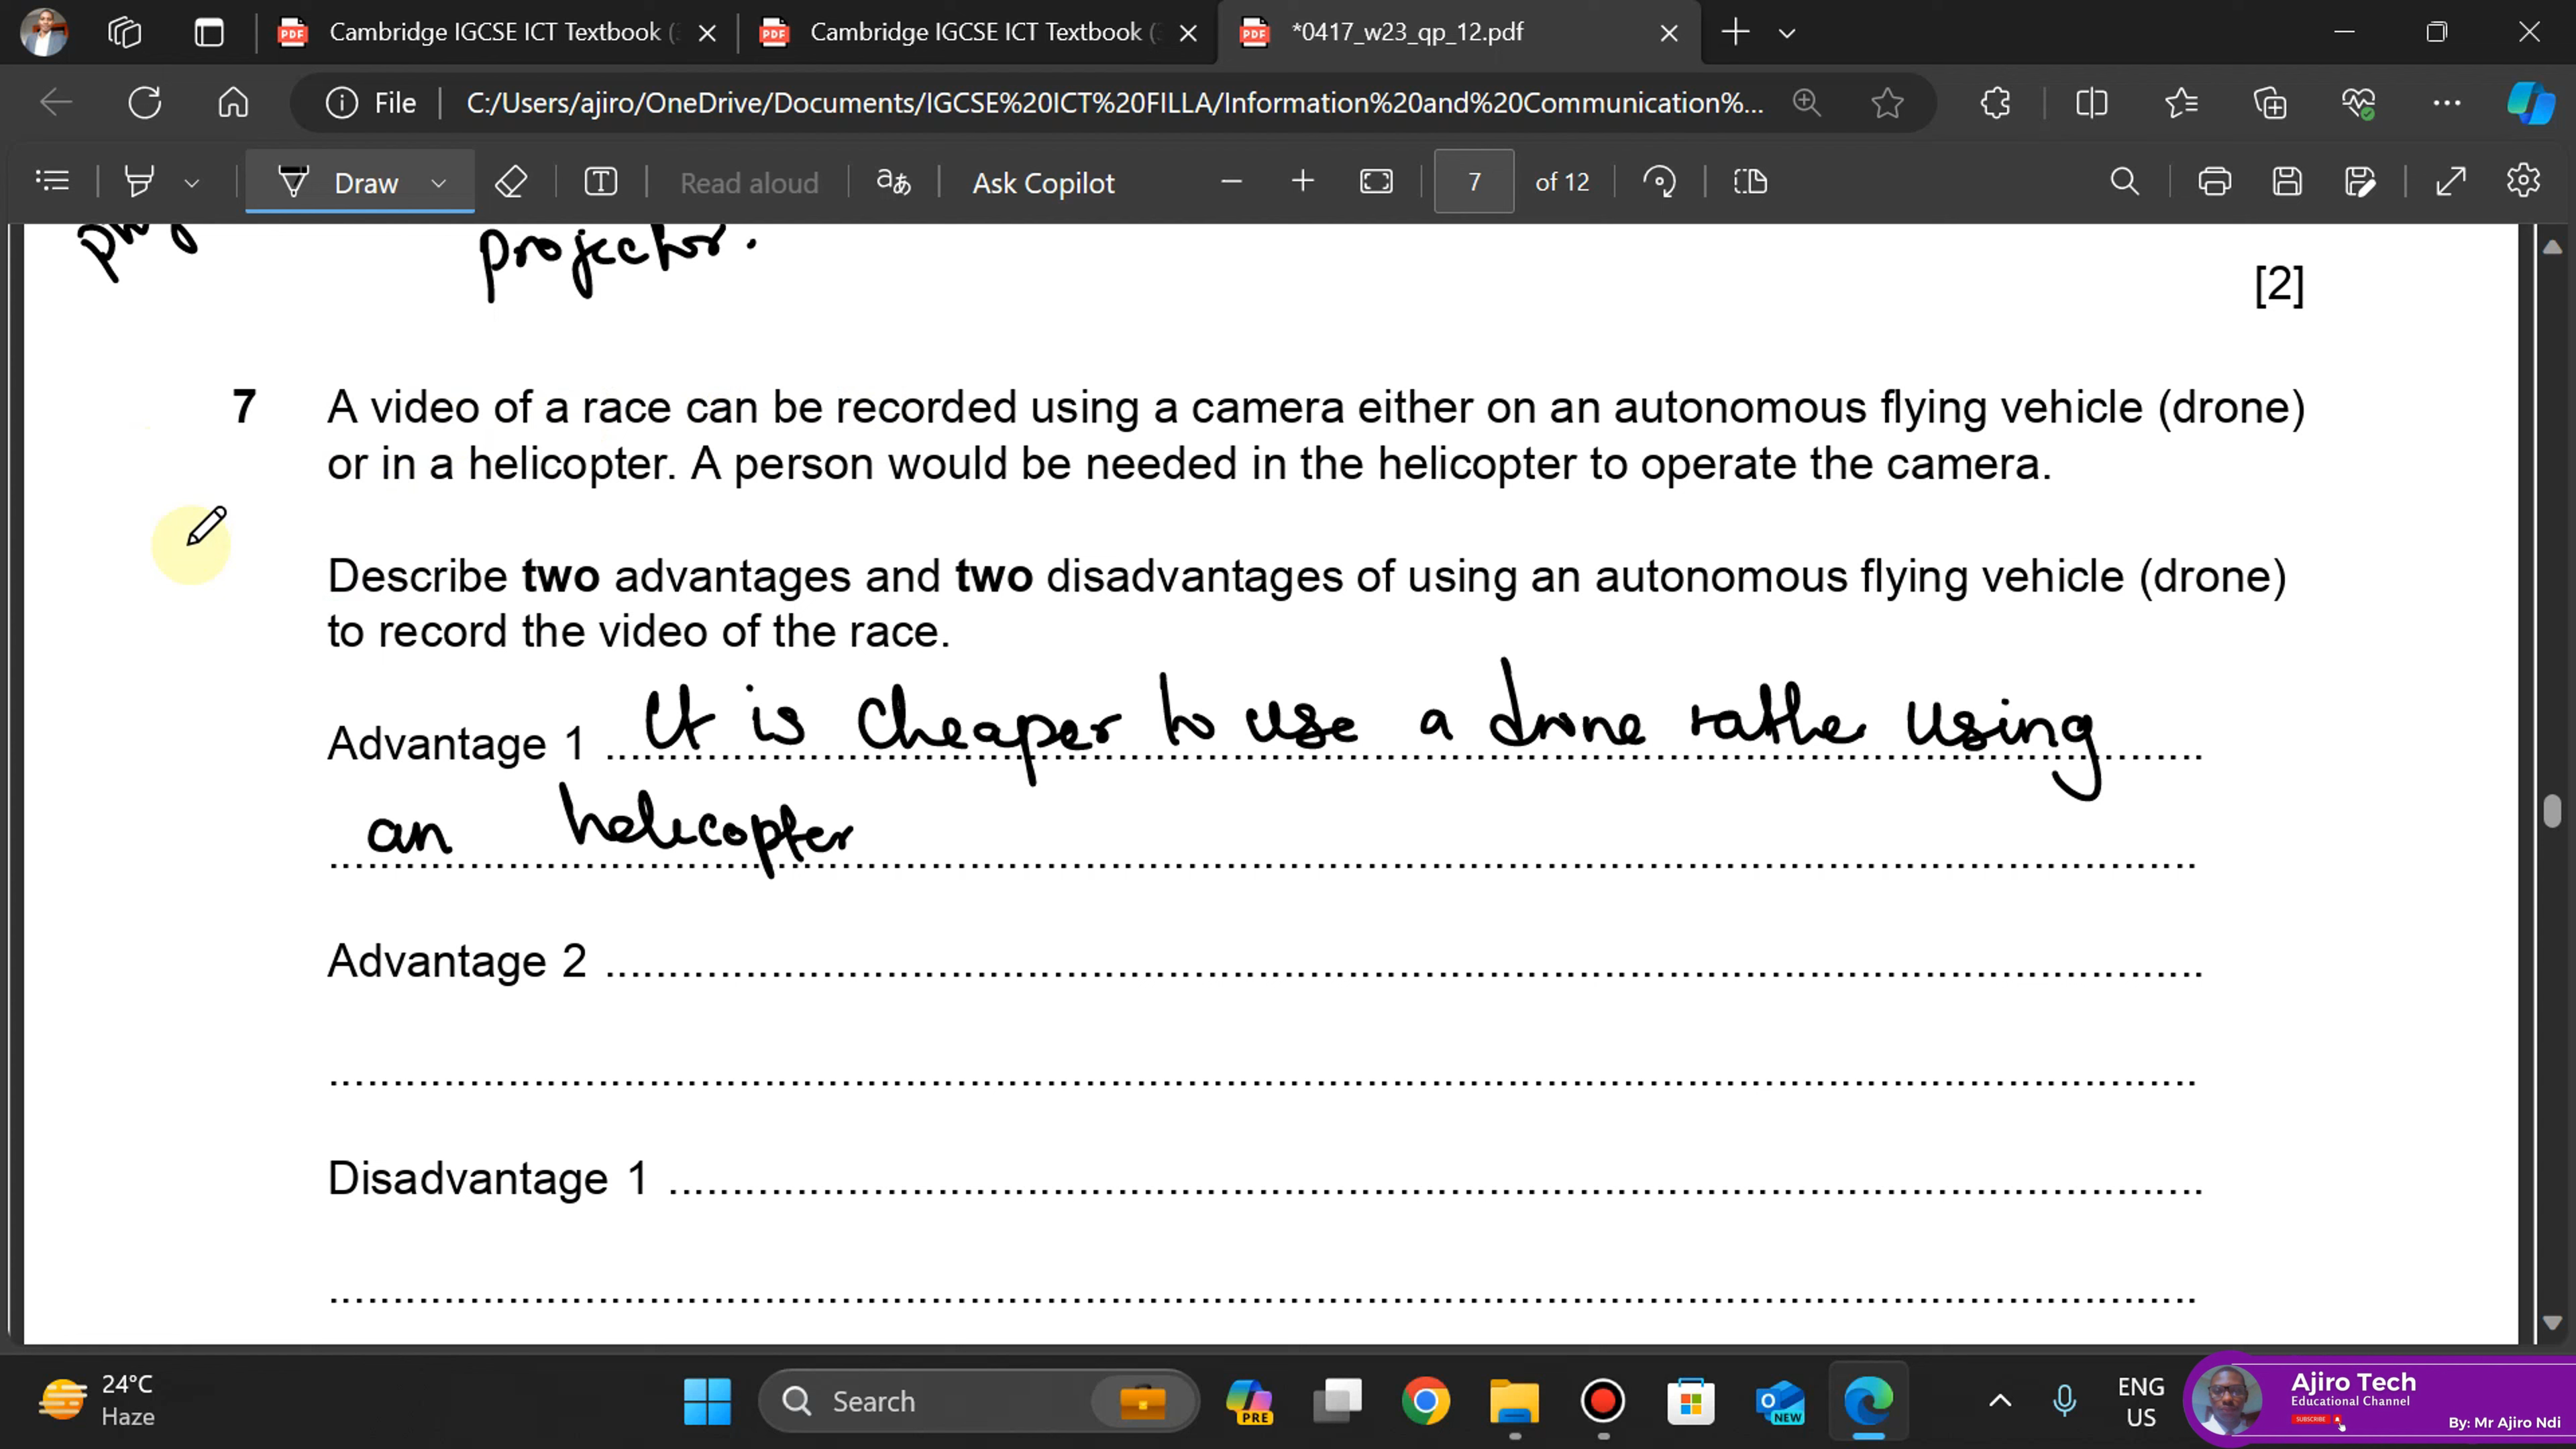 Cambridge IGCSE ICT Textbook (
Cambridge IGCSE ICT Textbook (
*0417_w23_qp_12.pdf
File
C:/Users/ajiro/OneDrive/Documents/IGCSE%20ICT%20FILLA/Information%20and%20Communication%...
Draw
Read aloud
aあ
Ask Copilot
7
of 12
projector.
[2]
7 A video of a race can be recorded using a camera either on an autonomous flying vehicle (drone)
or in a helicopter. A person would be needed in the helicopter to operate the camera.
Describe two advantages and two disadvantages of using an autonomous flying vehicle (drone)
to record the video of the race.
Advantage 1 It is cheaper to use a drone rathe using
an helicopter
Advantage 2
Disadvantage 1
24°C
Haze
Search
PRE
NEW
ENG
US
Ajiro Tech
Educational Channel
SUBSCRIBE
By: Mr Ajiro Ndi